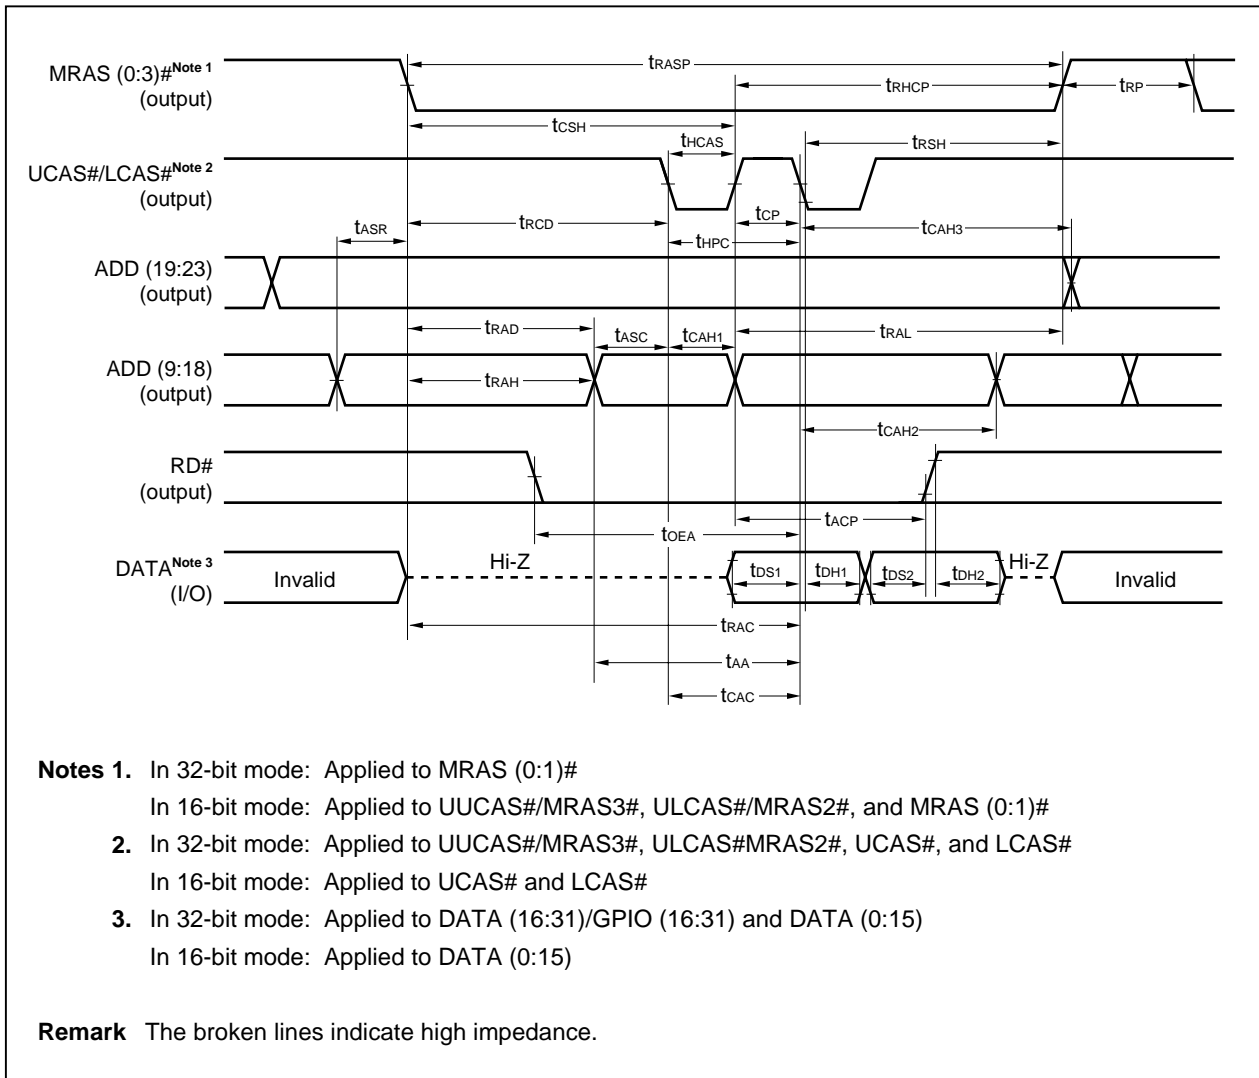 MRAS (0:3)#Note 1
(output)
tRASP
tRHCP
tRP
tCSH
tHCAS
tRSH
UCAS#/LCAS#Note 2
(output)
tCP
tRCD
tCAH3
tASR
tHPC
ADD (19:23)
(output)
tRAD
tASC
tCAH1
tRAL
ADD (9:18)
(output)
tRAH
tCAH2
RD#
(output)
tACP
tOEA
DATANote 3
(I/O)
Invalid
Hi-Z
tDS1
tDH1
tDS2
tDH2
Hi-Z
Invalid
tRAC
tAA
tCAC
Notes 1. In 32-bit mode: Applied to MRAS (0:1)#
In 16-bit mode: Applied to UUCAS#/MRAS3#, ULCAS#/MRAS2#, and MRAS (0:1)#
2. In 32-bit mode: Applied to UUCAS#/MRAS3#, ULCAS#MRAS2#, UCAS#, and LCAS#
In 16-bit mode: Applied to UCAS# and LCAS#
3. In 32-bit mode: Applied to DATA (16:31)/GPIO (16:31) and DATA (0:15)
In 16-bit mode: Applied to DATA (0:15)
Remark The broken lines indicate high impedance.